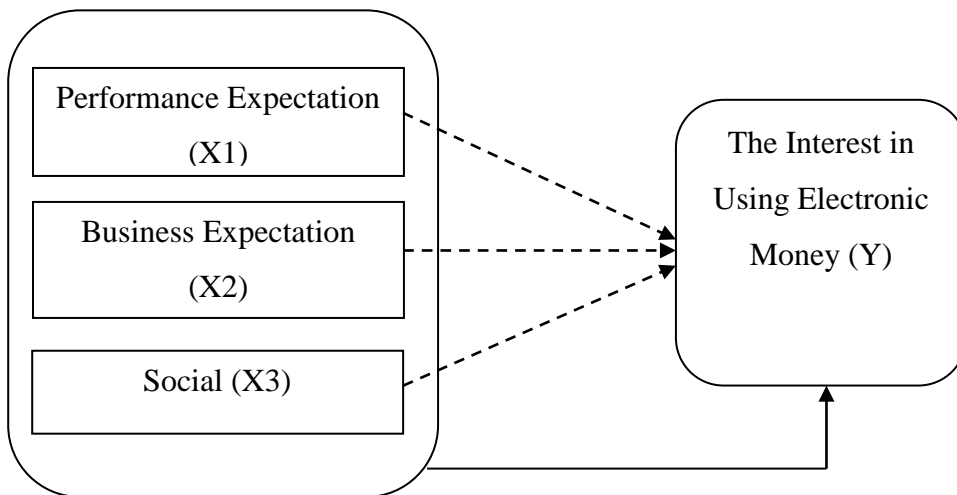 Performance Expectation
(X1)
Business Expectation
(X2)
Social (X3)
The Interest in
Using Electronic
Money (Y)